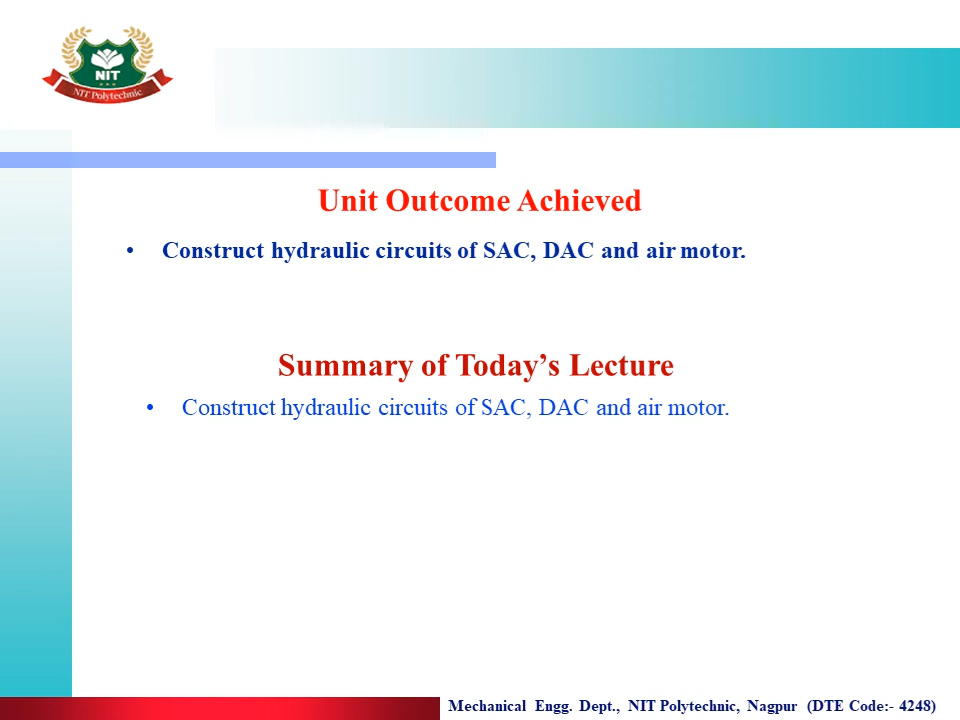 NIT
NIT Polytechnic
Unit Outcome Achieved
• Construct hydraulic circuits of SAC, DAC and air motor.
Summary of Today’s Lecture
• Construct hydraulic circuits of SAC, DAC and air motor.
Mechanical Engg. Dept., NIT Polytechnic, Nagpur (DTE Code:- 4248)